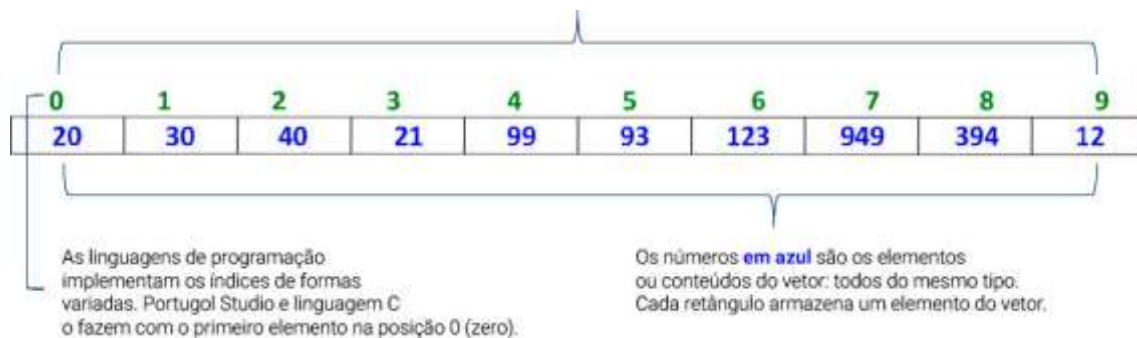 0 1 2 3 4 5 6 7 8 9
20 30 40 21 99 93 123 949 394 12
As linguagens de programação
implementam os índices de formas
variadas. Portugol Studio e linguagem C
o fazem com o primeiro elemento na posição 0 (zero).
Os números em azul são os elementos
ou conteúdos do vetor: todos do mesmo tipo.
Cada retângulo armazena um elemento do vetor.